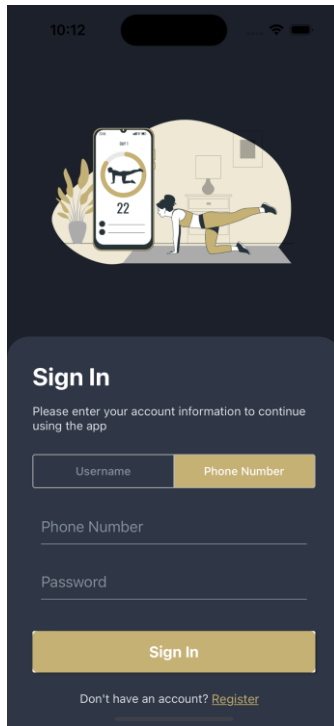 10:12
22
Sign In
Please enter your account information to continue
using the app
Username
Phone Number
Phone Number
Password
Sign In
Don't have an account? Register